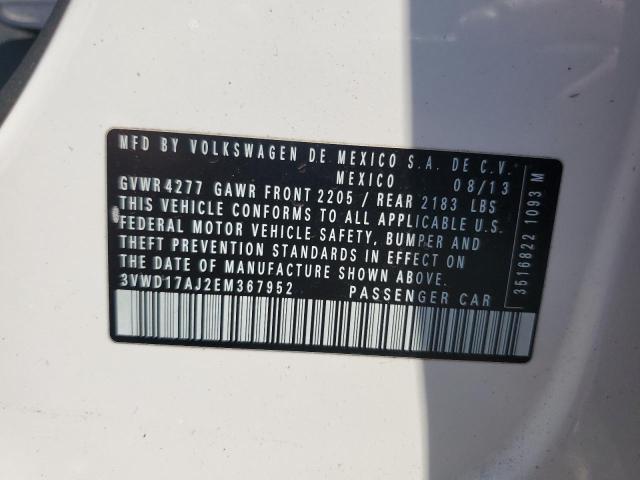 MFD BY VOLKSWAGEN DE MEXICO S.A. DE C.V.
MEXICO 08/13
GVWR 4277 GAWR FRONT 2205 / REAR 2183 LBS
THIS VEHICLE CONFORMS TO ALL APPLICABLE U.S.
FEDERAL MOTOR VEHICLE SAFETY, BUMPER AND
THEFT PREVENTION STANDARDS IN EFFECT ON
THE DATE OF MANUFACTURE SHOWN ABOVE.
3VWD17AJ2EM367952 PASSENGER CAR
3516822 1093 M